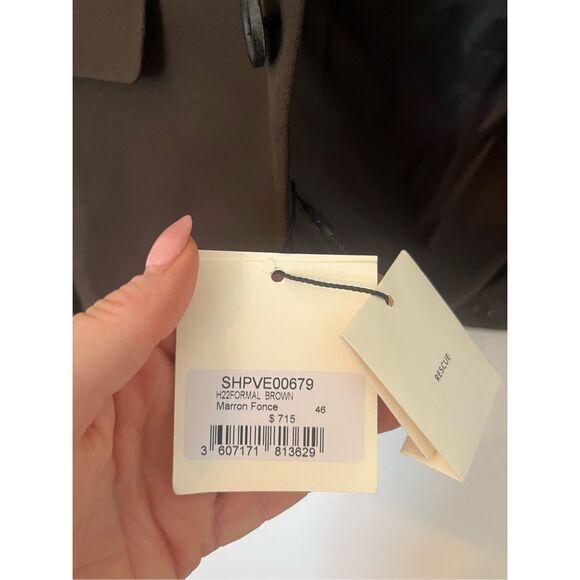 SHPVE00679
H22FORMAL BROWN
Marron Fonce 46
$ 715
3 607171 813629
RESCUE